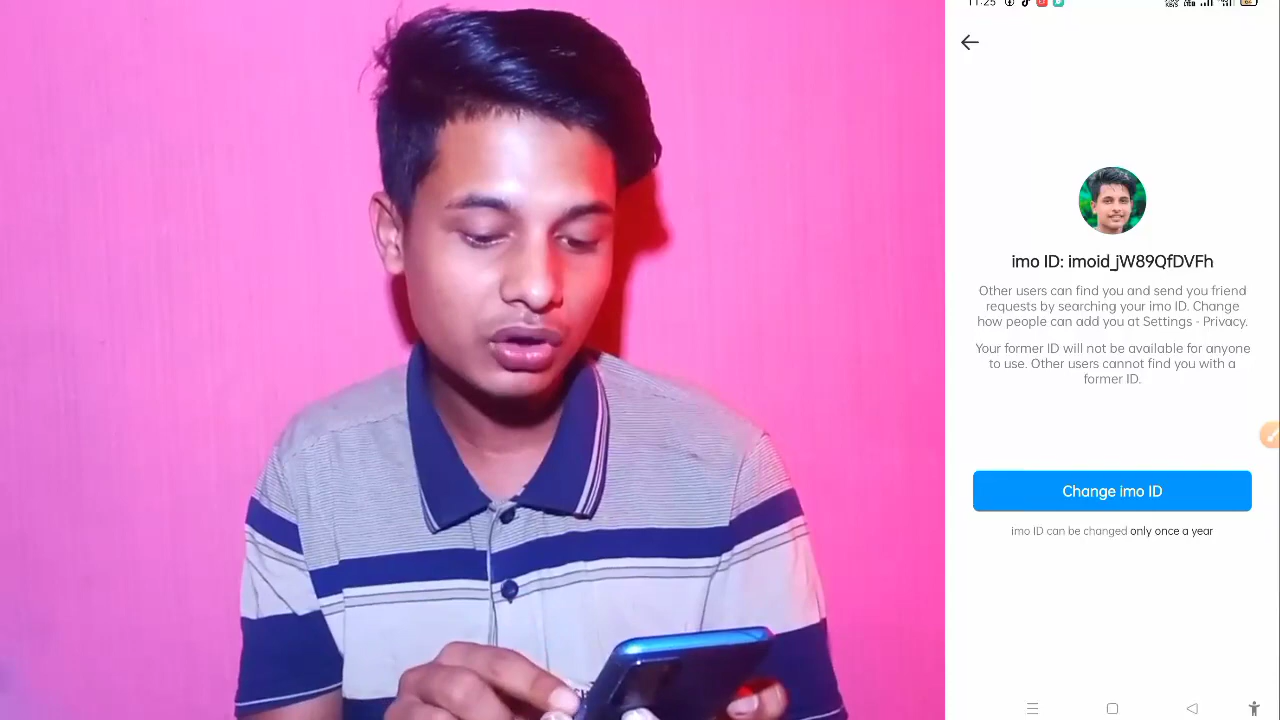 11:25
imo ID: imoid_jW89QfDVFh
Other users can find you and send you friend
requests by searching your imo ID. Change
how people can add you at Settings - Privacy.
Your former ID will not be available for anyone
to use. Other users cannot find you with a
former ID.
Change imo ID
imo ID can be changed only once a year